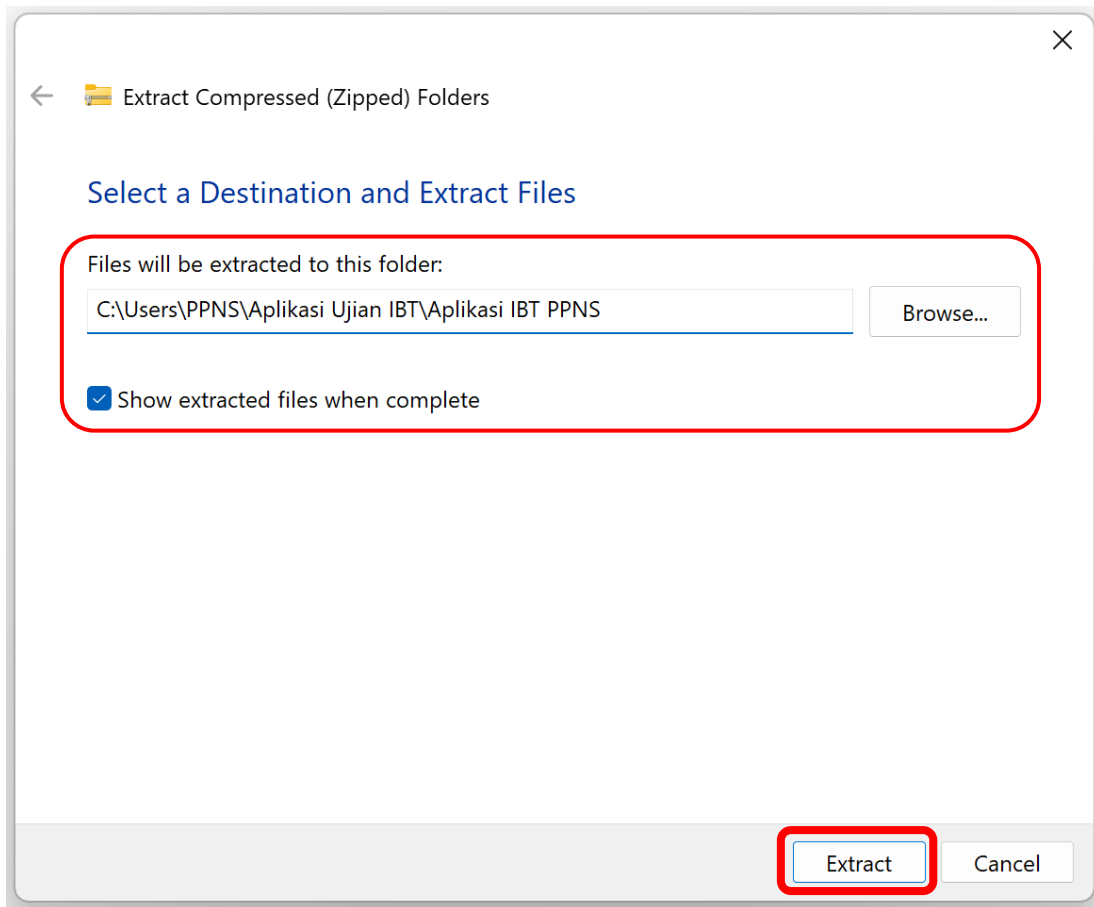 Extract Compressed (Zipped) Folders
Select a Destination and Extract Files
Files will be extracted to this folder:
C:\Users\PPNS\Aplikasi Ujian IBT\Aplikasi IBT PPNS
Browse...
Show extracted files when complete
Extract
Cancel